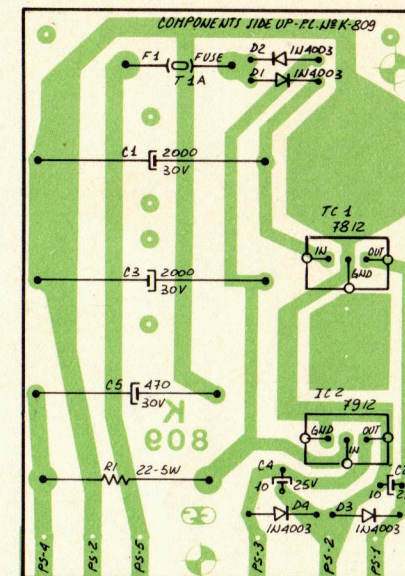 COMPONENTS SIDE UP - P.C. № K-809
F1 FUSE
T 1A
D2 1N4003
D1 1N4003
C1 2000
30V
TC 1
7812
IN OUT
GND
C3 2000
30V
C5 470
30V
K
809
IC 2
7912
GND OUT
IN
R1 22-5W
C4
10 25V
10
D4 D3
1N4003 1N4003
PS-4 PS-2 PS-5 PS-3 PS-2 PS-1